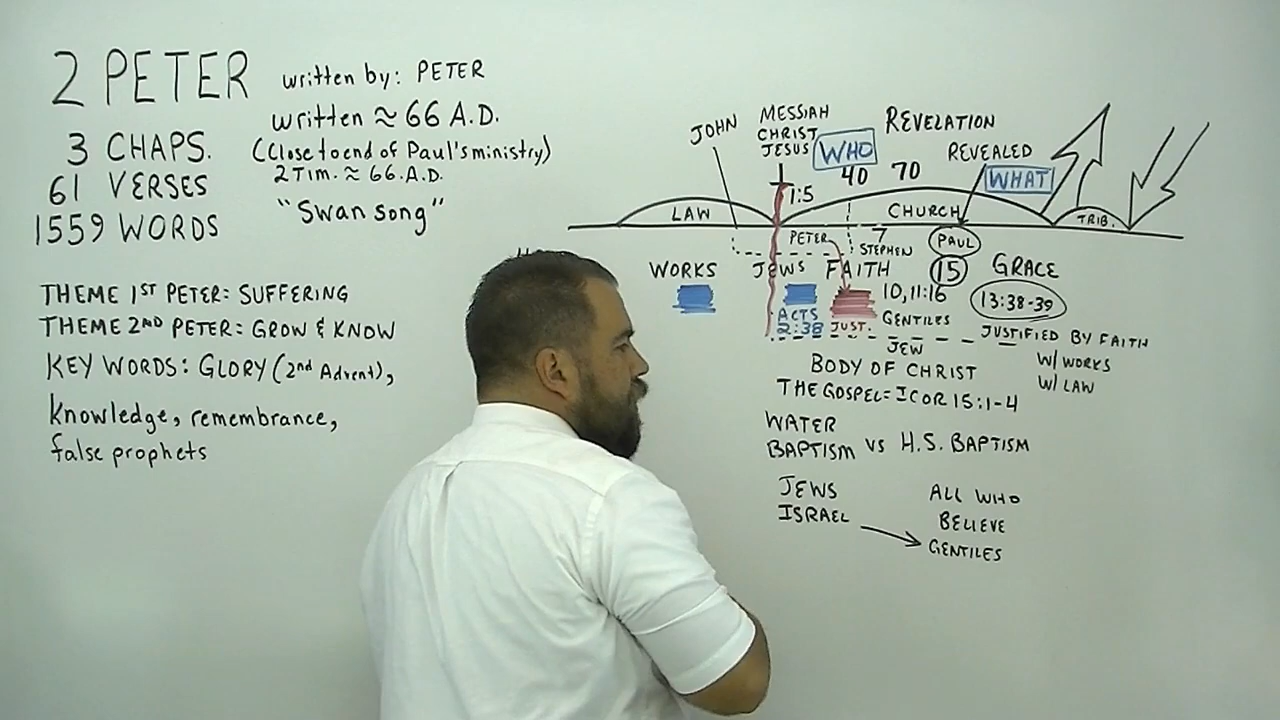 2 PETER
written by: PETER
written ≈ 66 A.D.
3 CHAPS.
(Close to end of Paul's ministry)
61 VERSES
2 Tim. ≈ 66. A.D.
1559 WORDS
"Swan song"
THEME 1ST PETER: SUFFERING
THEME 2ND PETER: GROW & KNOW
KEY WORDS: GLORY (2nd Advent),
knowledge, remembrance,
false prophets
JOHN
MESSIAH
CHRIST
JESUS
WHO
REVELATION
REVEALED
WHAT
40
70
1:5
LAW
CHURCH
TRIB.
PETER
7
STEPHEN
PAUL
WORKS
JEWS
FAITH
15
GRACE
10,11:16
13:38-39
ACTS
2:38
JUST.
GENTILES
JUSTIFIED BY FAITH
JEW
W/ WORKS
W/ LAW
BODY OF CHRIST
THE GOSPEL = I COR 15:1-4
WATER
BAPTISM VS H.S. BAPTISM
JEWS
ISRAEL
ALL WHO
BELIEVE
GENTILES